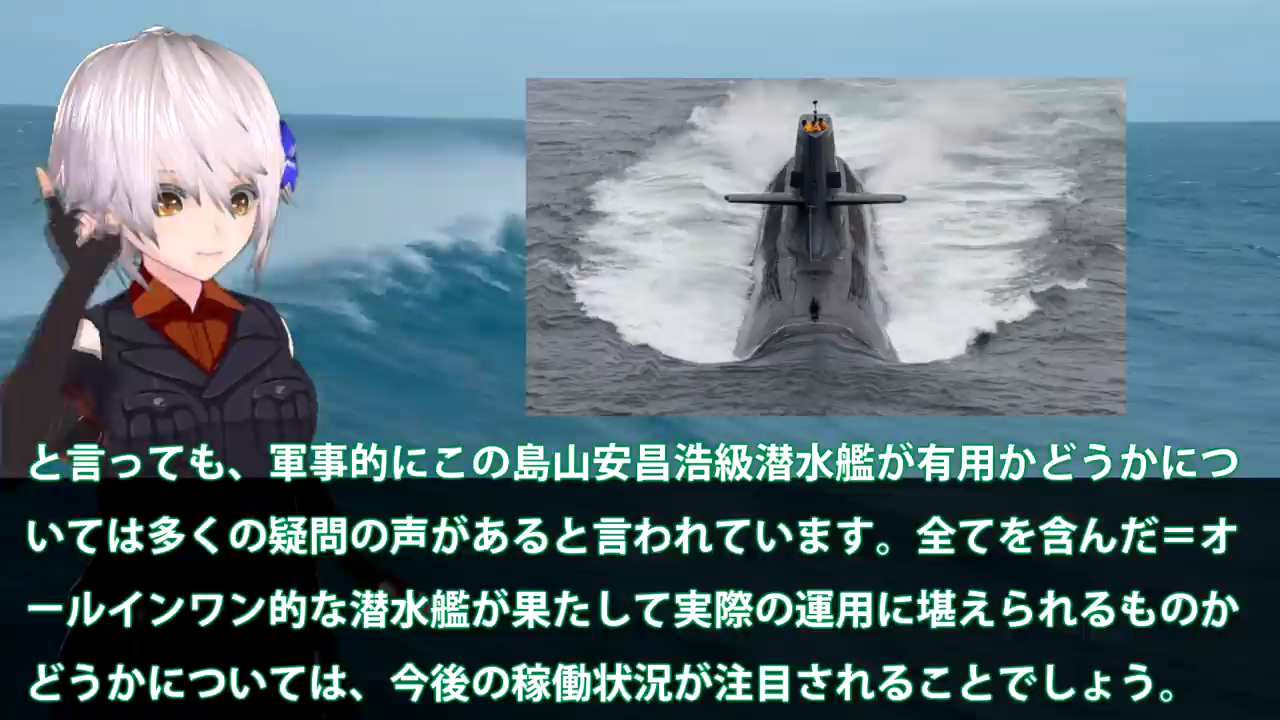 と言っても、軍事的にこの島山安昌浩級潜水艦が有用かどうかにつ
いては多くの疑問の声があると言われています。全てを含んだ＝オ
ールインワン的な潜水艦が果たして実際の運用に堪えられるものか
どうかについては、今後の稼働状況が注目されることでしょう。